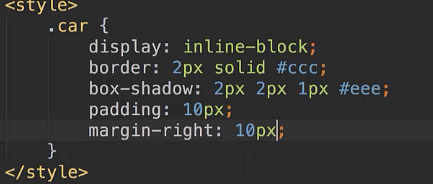 <style>
.car {
display: inline-block;
border: 2px solid #ccc;
box-shadow: 2px 2px 1px #eee;
padding: 10px;
margin-right: 10px;
}
</style>